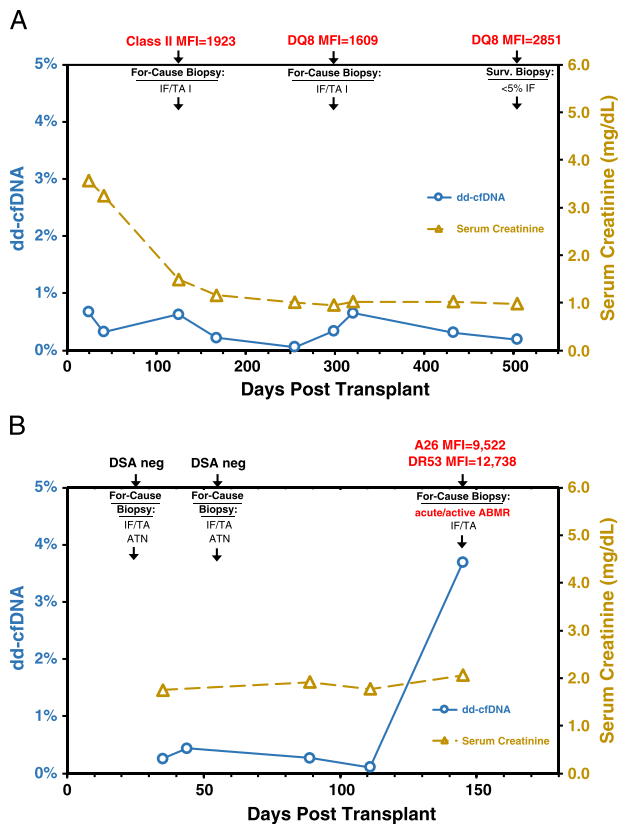 A
Class II MFI=1923 DQ8 MFI=1609 DQ8 MFI=2851
5% 6.0
For-Cause Biopsy: For-Cause Biopsy: Surv. Biopsy:
IF/TA I IF/TA I <5% IF
5.0
4%
4.0
3%
dd-cfDNA
dd-cfDNA
Serum Creatinine (mg/dL)
3.0
Serum Creatinine
2%
2.0
1%
1.0
0% 0.0
0 100 200 300 400 500
Days Post Transplant
B
A26 MFI=9,522
DSA neg DSA neg DR53 MFI=12,738
5% 6.0
For-Cause For-Cause For-Cause Biopsy:
Biopsy: Biopsy: acute/active ABMR
IF/TA IF/TA IF/TA
ATN ATN
5.0
4%
4.0
3%
dd-cfDNA
Serum Creatinine (mg/dL)
3.0
2%
2.0
dd-cfDNA
1%
Serum Creatinine
1.0
0% 0.0
0 50 100 150
Days Post Transplant